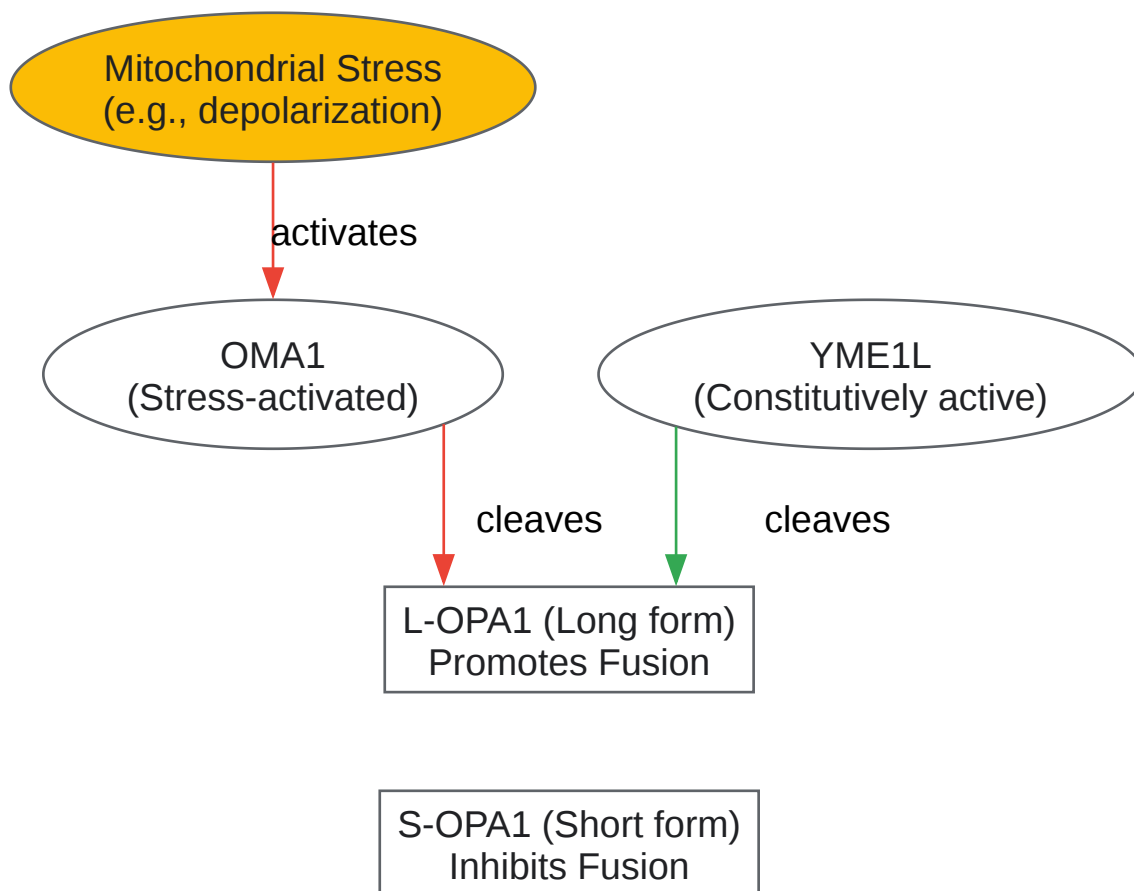 Mitochondrial Stress
(e.g., depolarization)
activates
OMA1
(Stress-activated)
YME1L
(Constitutively active)
cleaves
cleaves
L-OPA1 (Long form)
Promotes Fusion
S-OPA1 (Short form)
Inhibits Fusion